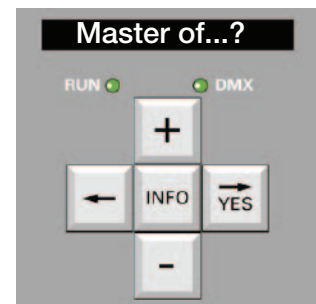 Master of...?
RUN DMX
+
← INFO → YES
-